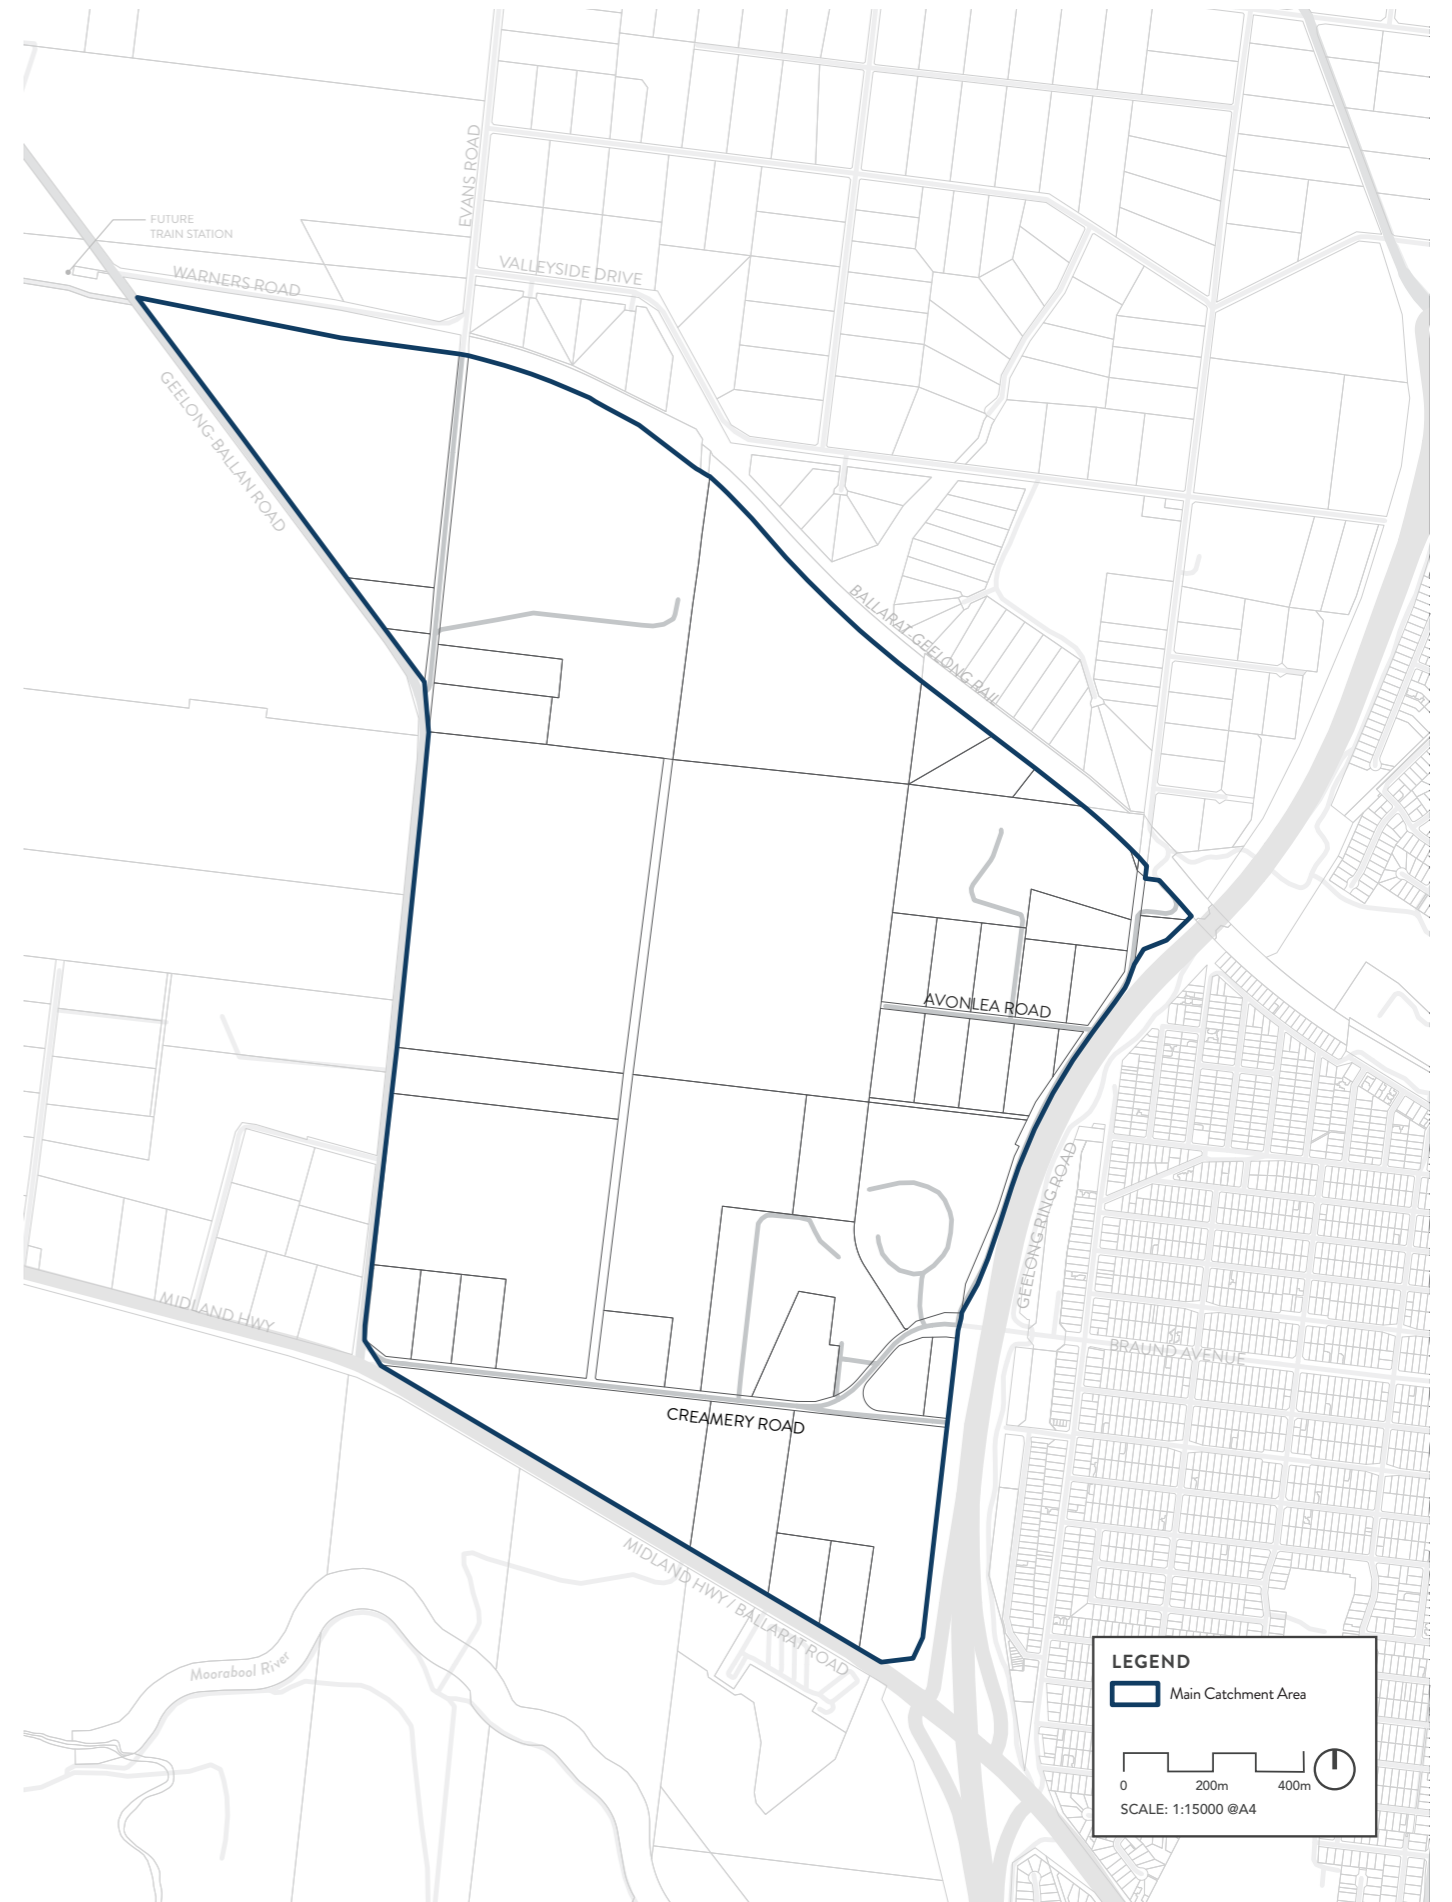 EVANS ROAD
FUTURE
TRAIN STATION
WARNERS ROAD
VALLEYSIDE DRIVE
GEELONG-BALLAN ROAD
BALLARAT-GEELONG RAIL
AVONLEA ROAD
GEELONG RING ROAD
MIDLAND HWY
BRAUND AVENUE
CREAMERY ROAD
MIDLAND HWY / BALLARAT ROAD
Moorabool River
LEGEND
Main Catchment Area
0 200m 400m
SCALE: 1:15000 @A4